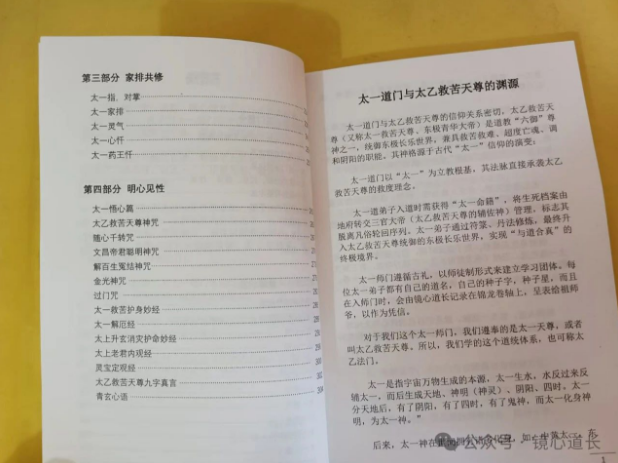 第三部分 家排共修
太一指、对掌
太一家排
太一灵气
太一心仟
太一药王仟
第四部分 明心见性
太一悟心篇
太乙救苦天尊神咒
随心千转咒
文昌帝君聪明神咒
解百生冤结神咒
金光神咒
过门咒
太一救苦护身妙经
太一解厄经
太上升玄消灾护命妙经
太上老君内观经
灵宝定观经
太乙救苦天尊九字真言
青玄心语
太一道门与太乙救苦天尊的渊源
太一道门与太乙救苦天尊的信仰关系密切，太乙救苦天
尊（又称太一救苦天尊、东极青华大帝）是道教“六御”尊
神之一，统御东极长乐世界，兼具救苦救难、超度亡魂、调
和阴阳的职能。其神格源于古代“太一”信仰的演变：
太一道门以“太一”为立教根基，其法脉直接承袭太乙
救苦天尊的救度理念。
太一道弟子入道时需获得“太一命籍”，将生死档案由
地府转交三官大帝（太乙救苦天尊的辅佐神）管理，标志其
脱离凡俗轮回序列。太一弟子通过符箓、丹法修炼，最终升
入太乙救苦天尊统御的东极长乐世界，实现“与道合真”的
终极境界。
太一师门遵循古礼，以师徒制形式来建立学习团体。每
位太一弟子都有自己的道名，自己的种子字，种子星，而且
在入师门时，会由镜心道长记录在锦龙卷轴上，呈表给祖师
爷，以作为凭信。
对于我们这个太一师门，我们遵奉的是太一天尊，或者
叫太乙救苦天尊。所以，我们学的这个道统体系，也可称太
乙法门。
太一是指宇宙万物生成的本源。太一生水，水反过来反
辅太一，而后生成天地、神明（神灵）、阴阳、四时。太一
分天地后，有了阴阳，有了四时，有了鬼神，而太一化身神
明，为太一神。”
后来，太一神在
公众号 · 镜心道长
1